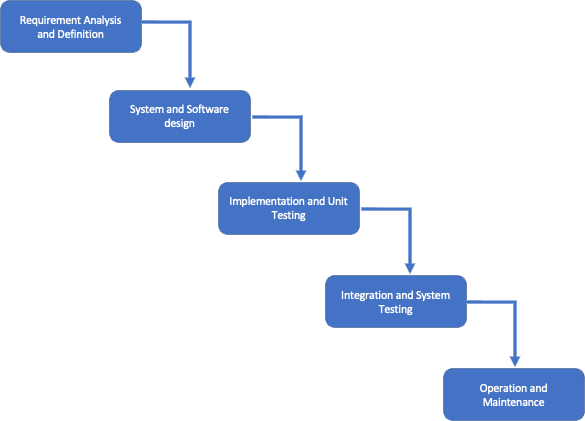 Requirement Analysis
and Definition
System and Software
design
Implementation and Unit
Testing
Integration and System
Testing
Operation and
Maintenance